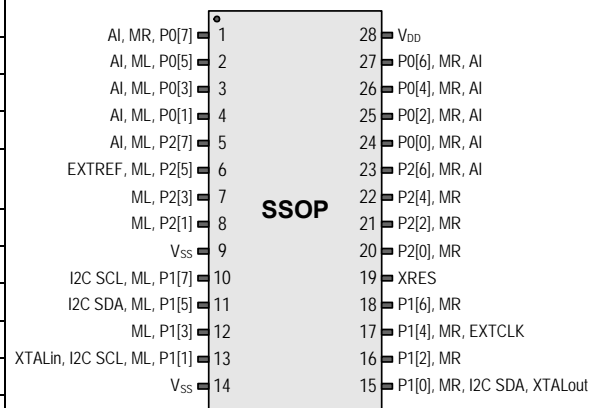 AI, MR, P0[7] 1 28 VDD
AI, ML, P0[5] 2 27 P0[6], MR, AI
AI, ML, P0[3] 3 26 P0[4], MR, AI
AI, ML, P0[1] 4 25 P0[2], MR, AI
AI, ML, P2[7] 5 24 P0[0], MR, AI
EXTREF, ML, P2[5] 6 23 P2[6], MR, AI
ML, P2[3] 7 22 P2[4], MR
SSOP
ML, P2[1] 8 21 P2[2], MR
VSS 9 20 P2[0], MR
I2C SCL, ML, P1[7] 10 19 XRES
I2C SDA, ML, P1[5] 11 18 P1[6], MR
ML, P1[3] 12 17 P1[4], MR, EXTCLK
XTALin, I2C SCL, ML, P1[1] 13 16 P1[2], MR
VSS 14 15 P1[0], MR, I2C SDA, XTALout